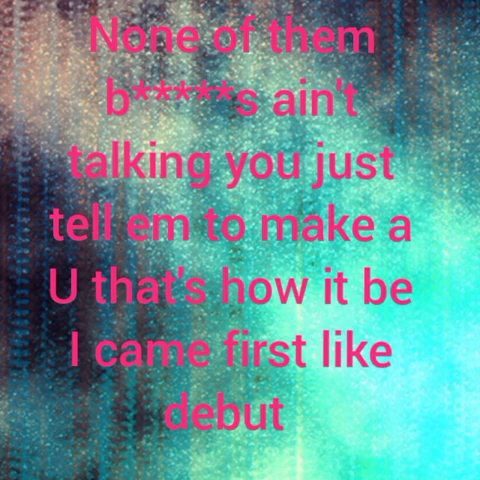 None of them
b*****s ain't
talking you just
tell em to make a
U that's how it be
I came first like
debut